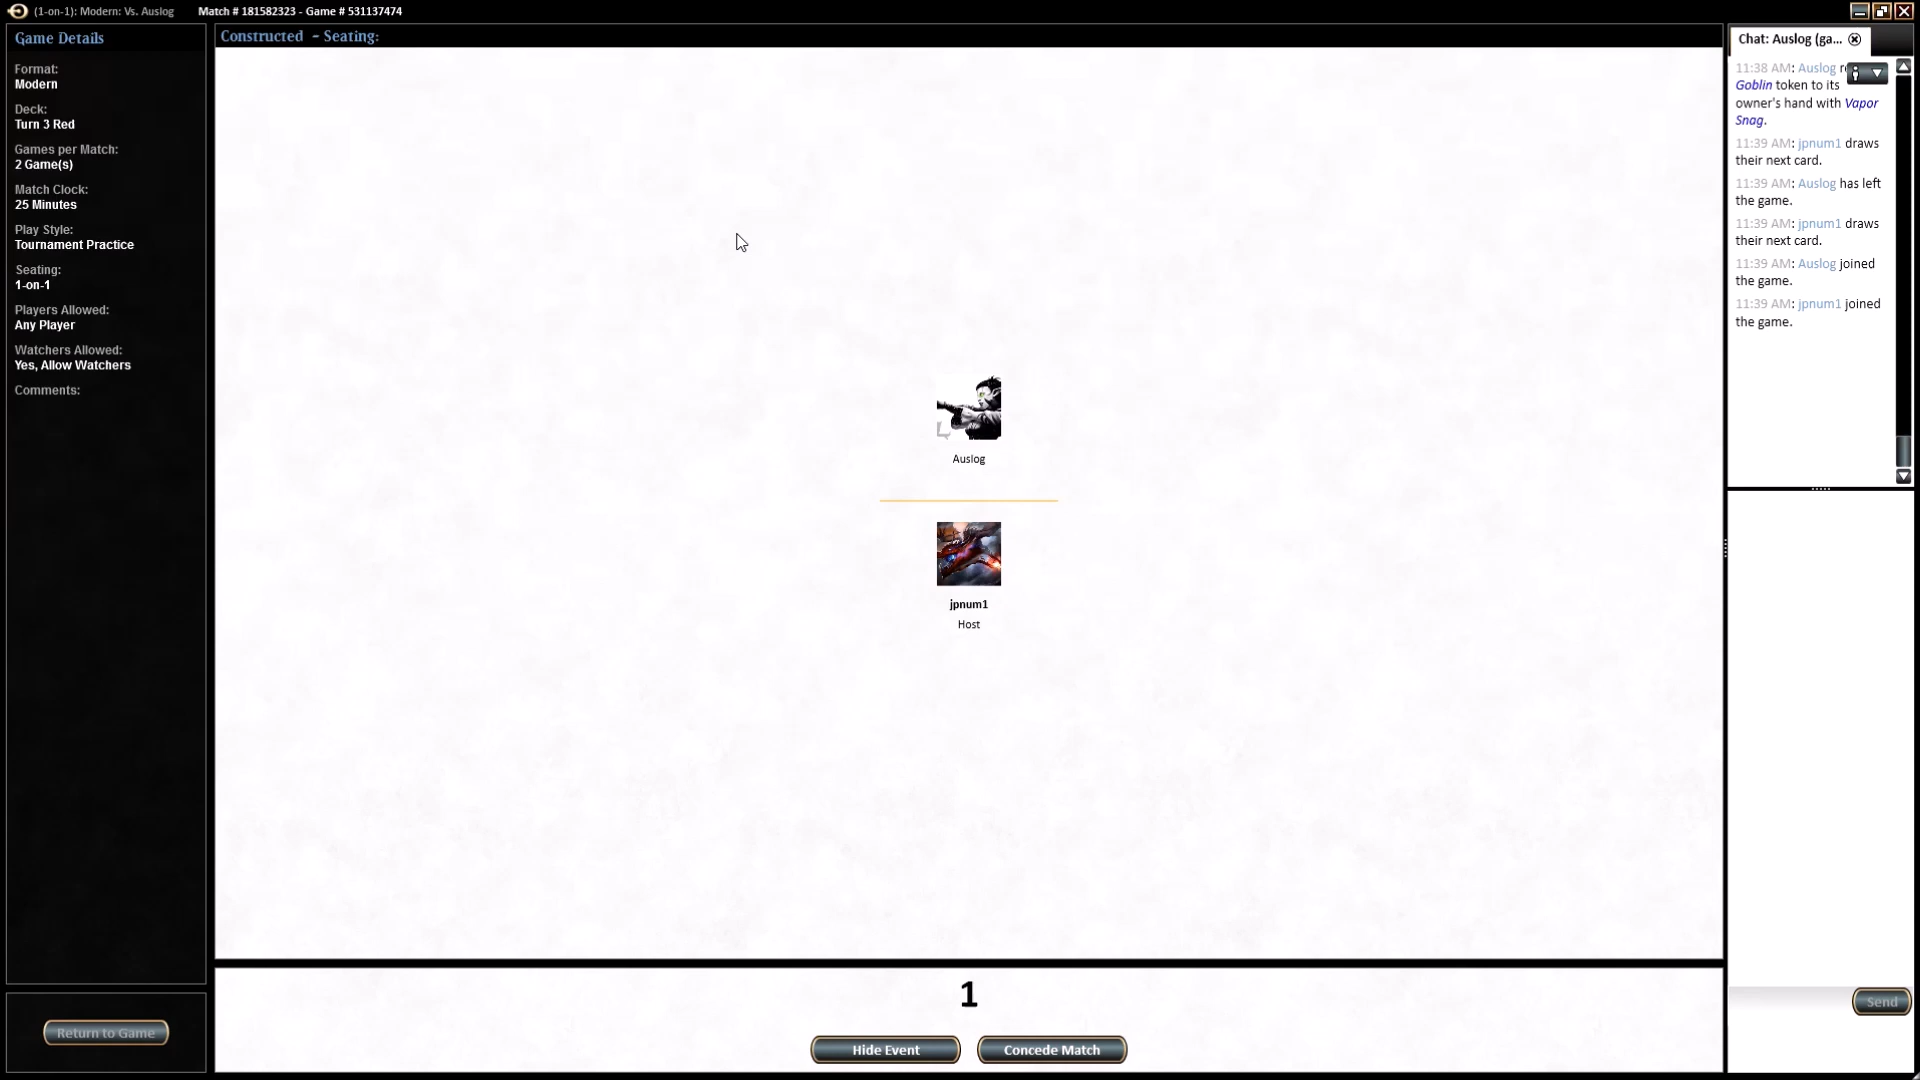 (1-on-1): Modern: Vs. Auslog
Match # 181582323 - Game # 531137474
Game Details
Format:
Modern
Deck:
Turn 3 Red
Games per Match:
2 Game(s)
Match Clock:
25 Minutes
Play Style:
Tournament Practice
Seating:
1-on-1
Players Allowed:
Any Player
Watchers Allowed:
Yes, Allow Watchers
Comments:
Return to Game
Constructed - Seating:
Auslog
jpnum1
Host
1
Hide Event
Concede Match
Chat: Auslog (ga...
11:38 AM: Auslog
Goblin token to its
owner's hand with Vapor
Snag.
11:39 AM: jpnum1 draws
their next card.
11:39 AM: Auslog has left
the game.
11:39 AM: jpnum1 draws
their next card.
11:39 AM: Auslog joined
the game.
11:39 AM: jpnum1 joined
the game.
Send